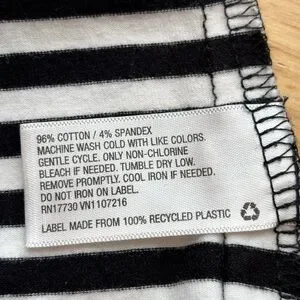 96% COTTON / 4% SPANDEX
MACHINE WASH COLD WITH LIKE COLORS.
GENTLE CYCLE. ONLY NON-CHLORINE
BLEACH IF NEEDED. TUMBLE DRY LOW.
REMOVE PROMPTLY. COOL IRON IF NEEDED.
DO NOT IRON ON LABEL.
RN17730 VN1107216
LABEL MADE FROM 100% RECYCLED PLASTIC